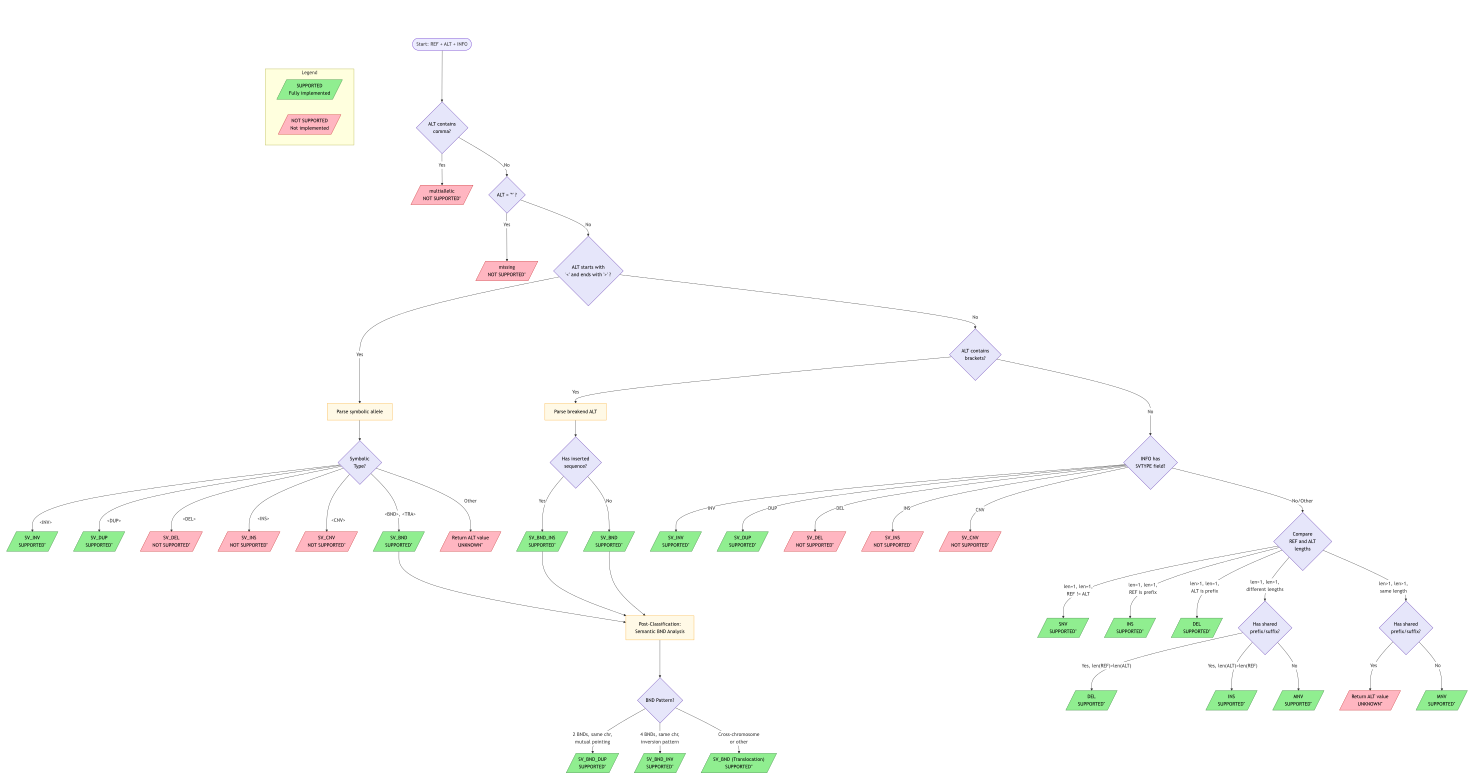 Start: REF + ALT + INFO
Legend
SUPPORTED
Fully implemented
NOT SUPPORTED
Not implemented
ALT contains
comma?
Yes
No
multiallelic
NOT SUPPORTED"
ALT = "*"?
Yes
No
missing
NOT SUPPORTED"
ALT starts with
'<' and ends with '>'?
Yes
No
ALT contains
brackets?
Yes
No
Parse symbolic allele
Parse breakend ALT
Symbolic
Type?
Has inserted
sequence?
INFO has
SVTYPE field?
<INV>
<DUP>
<DEL>
<INS>
<CNV>
<BND>, <TRA>
Other
Yes
No
INV
DUP
DEL
INS
CNV
No/Other
SV_INV
SUPPORTED"
SV_DUP
SUPPORTED"
SV_DEL
NOT SUPPORTED"
SV_INS
NOT SUPPORTED"
SV_CNV
NOT SUPPORTED"
SV_BND
SUPPORTED"
Return ALT value
UNKNOWN"
SV_BND_INS
SUPPORTED"
SV_BND
SUPPORTED"
SV_INV
SUPPORTED"
SV_DUP
SUPPORTED"
SV_DEL
NOT SUPPORTED"
SV_INS
NOT SUPPORTED"
SV_CNV
NOT SUPPORTED"
Compare
REF and ALT
lengths
len=1, len=1,
REF != ALT
len=1, len>1,
REF is prefix
len>1, len=1,
ALT is prefix
len>1, len>1,
different lengths
len>1, len>1,
same length
SNV
SUPPORTED"
INS
SUPPORTED"
DEL
SUPPORTED"
Has shared
prefix/suffix?
Has shared
prefix/suffix?
Post-Classification:
Semantic BND Analysis
Yes, len(REF)>len(ALT)
Yes, len(ALT)>len(REF)
No
Yes
No
DEL
SUPPORTED"
INS
SUPPORTED"
MNV
SUPPORTED"
Return ALT value
UNKNOWN"
MNV
SUPPORTED"
BND Pattern?
2 BNDs, same chr,
mutual pointing
4 BNDs, same chr,
inversion pattern
Cross-chromosome
or other
SV_BND_DUP
SUPPORTED"
SV_BND_INV
SUPPORTED"
SV_BND (Translocation)
SUPPORTED"